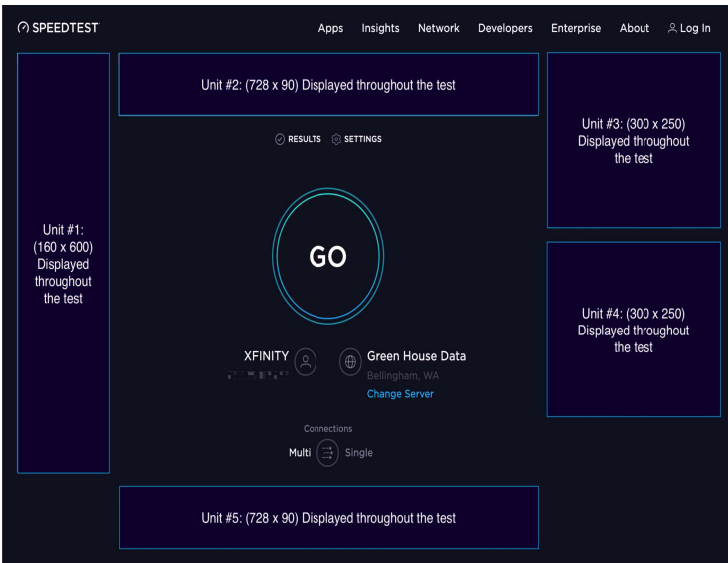 SPEEDTEST
Apps Insights Network Developers Enterprise About Log In
Unit #1:
(160 x 600)
Displayed
throughout
the test
Unit #2: (728 x 90) Displayed throughout the test
Unit #3: (300 x 250)
Displayed throughout
the test
RESULTS SETTINGS
GO
Unit #4: (300 x 250)
Displayed throughout
the test
XFINITY
Green House Data
Bellingham, WA
Change Server
Connections
Multi Single
Unit #5: (728 x 90) Displayed throughout the test